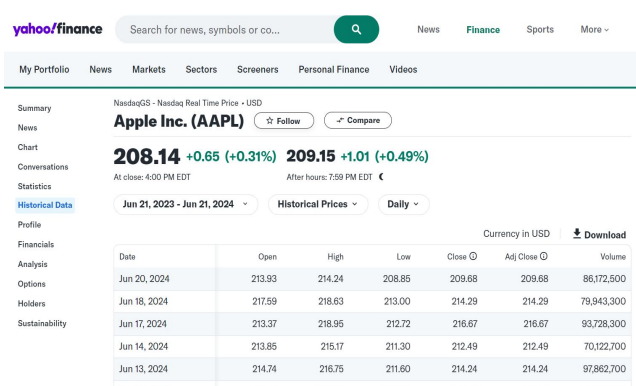 yahoo!finance Search for news, symbols or co... News Finance Sports More
My Portfolio News Markets Sectors Screeners Personal Finance Videos
Summary
News
Chart
Conversations
Statistics
Historical Data
Profile
Financials
Analysis
Options
Holders
Sustainability
NasdaqGS - Nasdaq Real Time Price • USD
Apple Inc. (AAPL) Follow Compare
208.14 +0.65 (+0.31%) 209.15 +1.01 (+0.49%)
At close: 4:00 PM EDT After hours: 7:59 PM EDT
Jun 21, 2023 - Jun 21, 2024 Historical Prices Daily
Currency in USD Download
Date Open High Low Close Adj Close Volume
Jun 20, 2024 213.93 214.24 208.85 209.68 209.68 86,172,500
Jun 18, 2024 217.59 218.63 213.00 214.29 214.29 79,943,300
Jun 17, 2024 213.37 218.95 212.72 216.67 216.67 93,728,300
Jun 14, 2024 213.85 215.17 211.30 212.49 212.49 70,122,700
Jun 13, 2024 214.74 216.75 211.60 214.24 214.24 97,862,700